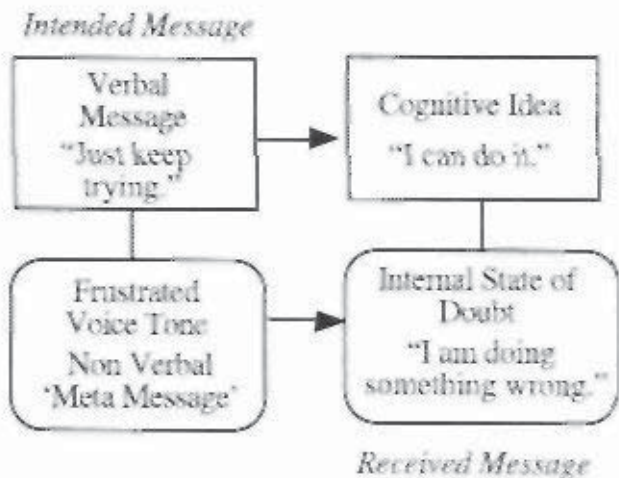 Intended Message
Verbal
Message
“Just keep
trying.”
Cognitive Idea
“I can do it.”
Frustrated
Voice Tone
Non Verbal
‘Meta Message’
Internal State of
Doubt
“I am doing
something wrong.”
Received Message